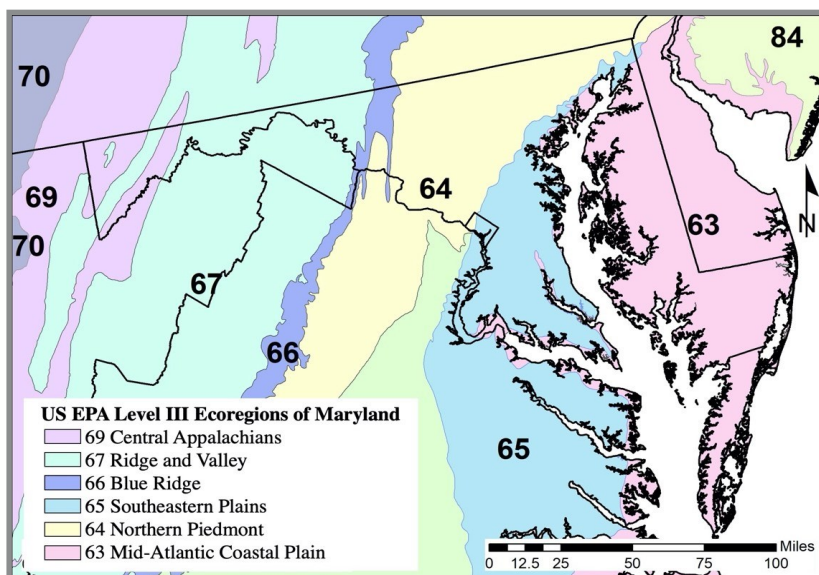 84
70
69
64
N
63
70
67
66
65
US EPA Level III Ecoregions of Maryland
69 Central Appalachians
67 Ridge and Valley
66 Blue Ridge
65 Southeastern Plains
64 Northern Piedmont
63 Mid-Atlantic Coastal Plain
Miles
0 12.5 25 50 75 100